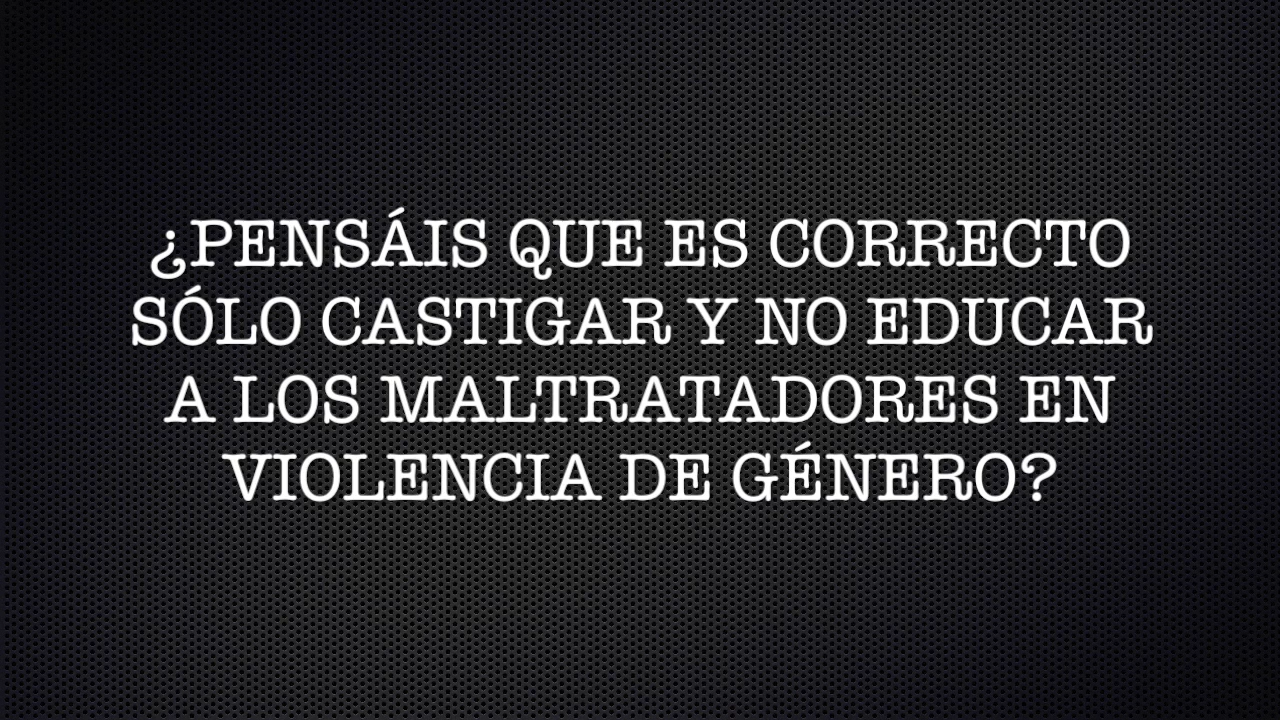 ¿PENSÁIS QUE ES CORRECTO
SÓLO CASTIGAR Y NO EDUCAR
A LOS MALTRATADORES EN
VIOLENCIA DE GÉNERO?